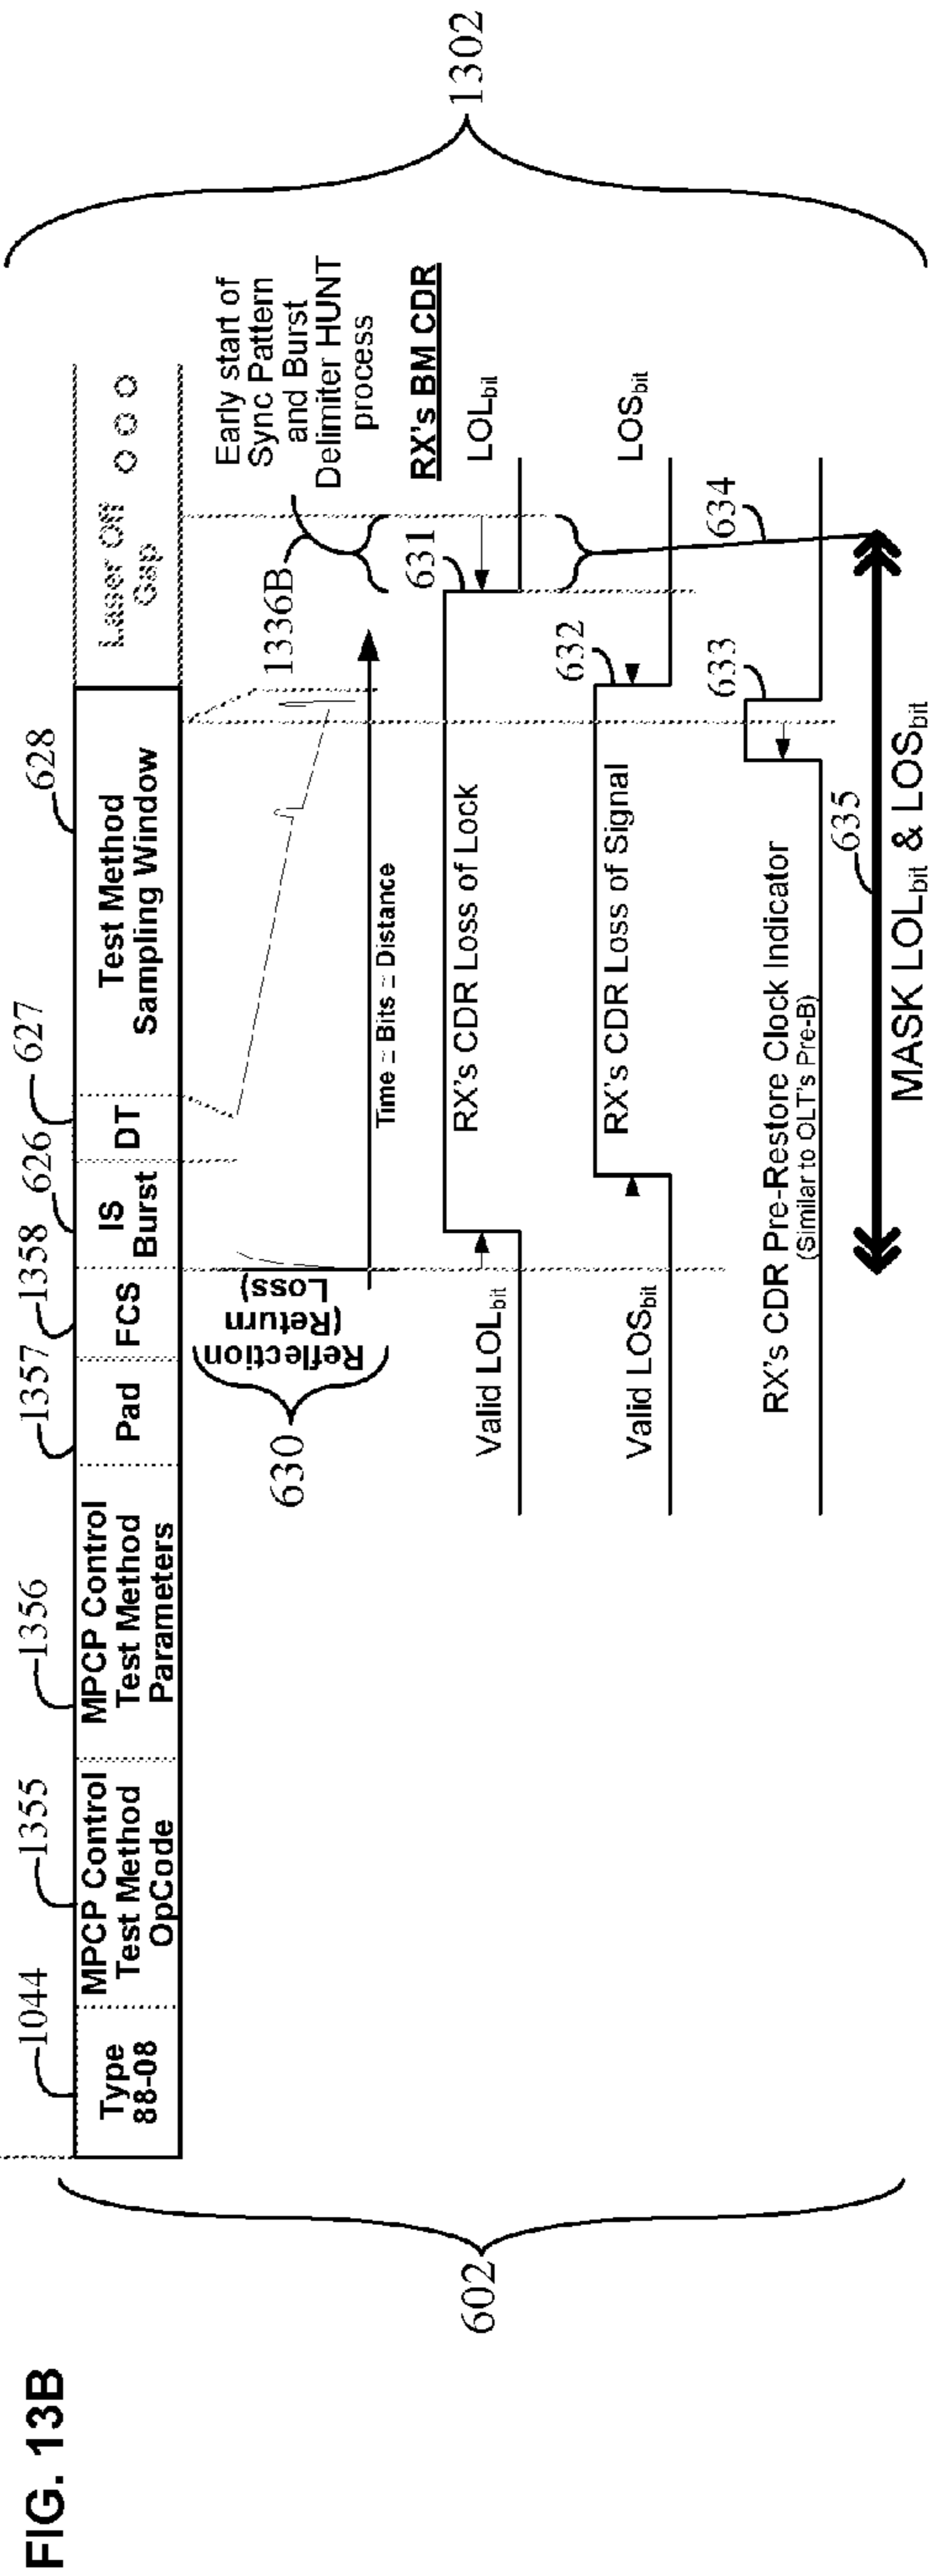 FIG. 13B
602
1302
1044
1355
1356
1357
1358
626
627
628
Type
88-08
MPCP Control
Test Method
OpCode
MPCP Control
Test Method
Parameters
Pad
FCS
IS
Burst
DT
Test Method
Sampling Window
Laser Off
Gap
630
Reflection
(Return
Loss)
Time = Bits = Distance
1336B
Early start of
Sync Pattern
and Burst
Delimiter HUNT
process
RX's BM CDR
Valid LOLbit
RX's CDR Loss of Lock
631
LOLbit
Valid LOSbit
RX's CDR Loss of Signal
632
LOSbit
RX's CDR Pre-Restore Clock Indicator
(Similar to OLT's Pre-B)
633
634
635
MASK LOLbit & LOSbit